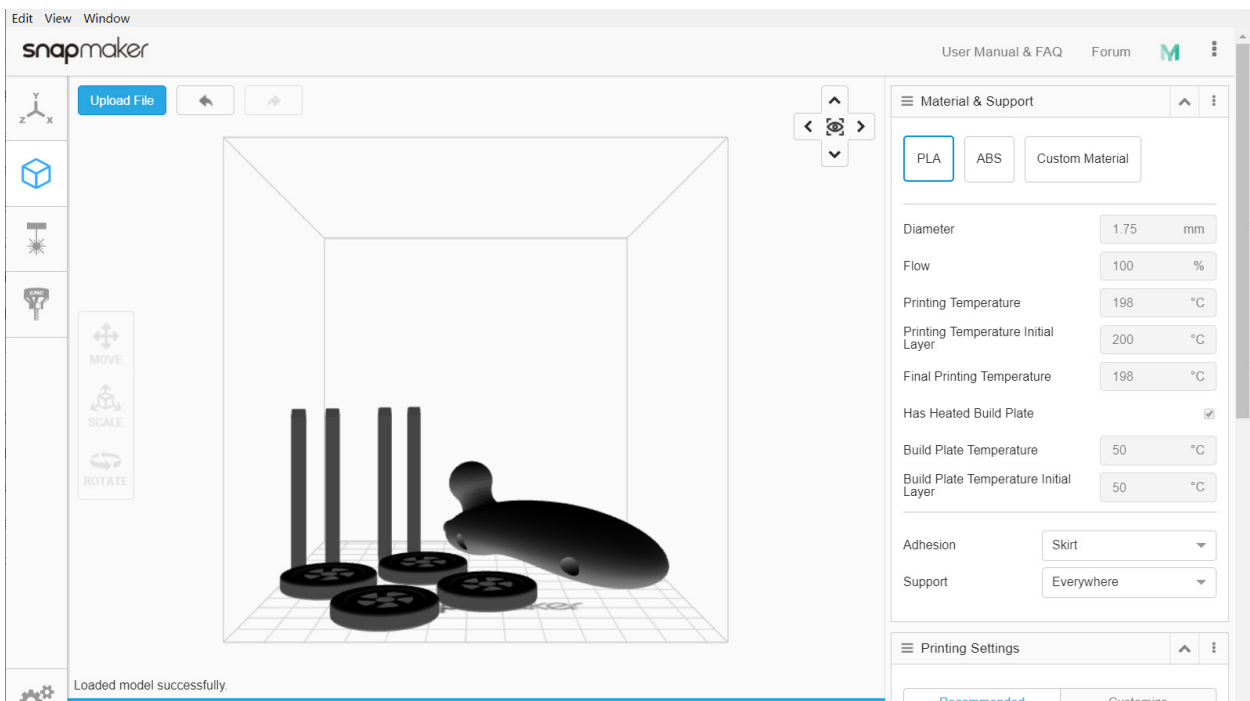 Edit View Window
snapmaker
User Manual & FAQ Forum
Upload File
Y
Z X
CNC
MOVE
SCALE
ROTATE
Loaded model successfully.
Material & Support
PLA ABS Custom Material
Diameter 1.75 mm
Flow 100 %
Printing Temperature 198 °C
Printing Temperature Initial
Layer 200 °C
Final Printing Temperature 198 °C
Has Heated Build Plate
Build Plate Temperature 50 °C
Build Plate Temperature Initial
Layer 50 °C
Adhesion Skirt
Support Everywhere
Printing Settings
Recommended Customize